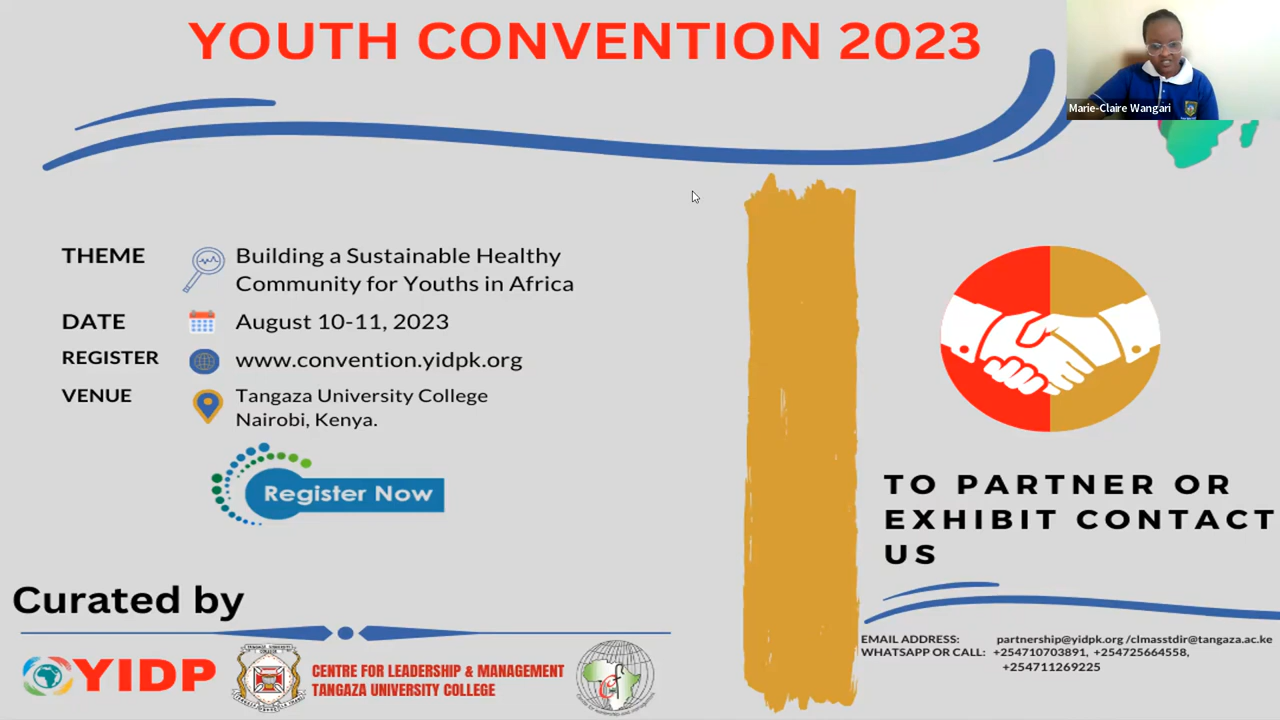 YOUTH CONVENTION 2023
Marie-Claire Wangari
THEME
Building a Sustainable Healthy
Community for Youths in Africa
DATE
August 10-11, 2023
REGISTER
www.convention.yidpk.org
VENUE
Tangaza University College
Nairobi, Kenya.
Register Now
TO PARTNER OR
EXHIBIT CONTACT
US
Curated by
YIDP
CENTRE FOR LEADERSHIP & MANAGEMENT
TANGAZA UNIVERSITY COLLEGE
EMAIL ADDRESS: partnership@yidpk.org /clmasstdir@tangaza.ac.ke
WHATSAPP OR CALL: +254710703891, +254725664558,
+254711269225